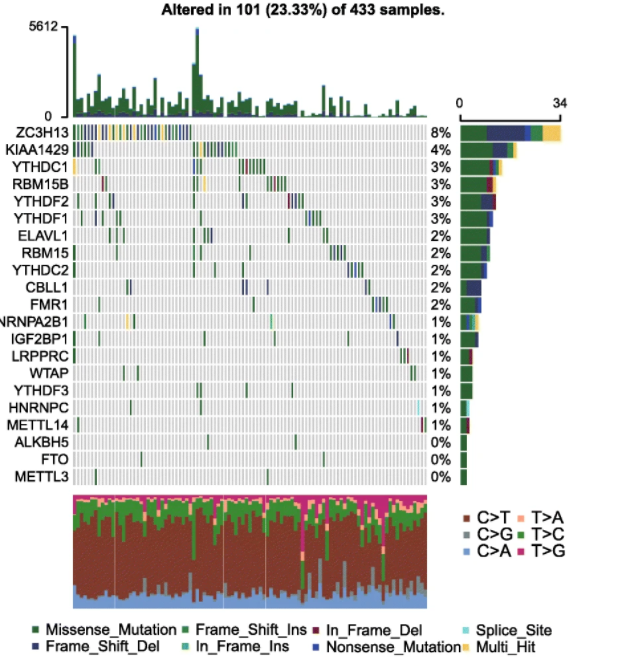 Altered in 101 (23.33%) of 433 samples.
5612
0
0 34
ZC3H13 8%
KIAA1429 4%
YTHDC1 3%
RBM15B 3%
YTHDF2 3%
YTHDF1 3%
ELAVL1 2%
RBM15 2%
YTHDC2 2%
CBLL1 2%
FMR1 2%
NRNPA2B1 1%
IGF2BP1 1%
LRPPRC 1%
WTAP 1%
YTHDF3 1%
HNRNPC 1%
METTL14 1%
ALKBH5 0%
FTO 0%
METTL3 0%
C>T T>A
C>G T>C
C>A T>G
Missense_Mutation Frame_Shift_Ins In_Frame_Del Splice_Site
Frame_Shift_Del In_Frame_Ins Nonsense_Mutation Multi_Hit